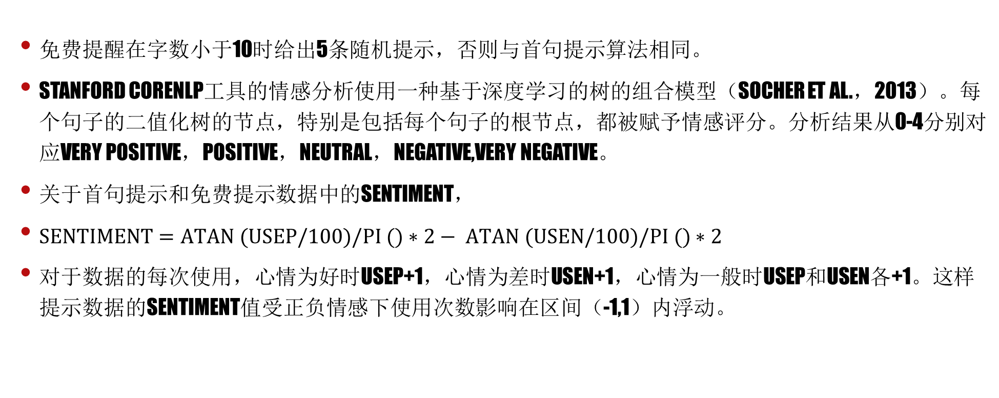 • 免费提醒在字数小于10时给出5条随机提示，否则与首句提示算法相同。
• STANFORD CORENLP工具的情感分析使用一种基于深度学习的树的组合模型（SOCHER ET AL.，2013）。每
个句子的二值化树的节点，特别是包括每个句子的根节点，都被赋予情感评分。分析结果从0-4分别对
应VERY POSITIVE，POSITIVE，NEUTRAL，NEGATIVE,VERY NEGATIVE。
• 关于首句提示和免费提示数据中的SENTIMENT，
• SENTIMENT = ATAN (USEP/100)/PI () * 2 − ATAN (USEN/100)/PI () * 2
• 对于数据的每次使用，心情为好时USEP+1，心情为差时USEN+1，心情为一般时USEP和USEN各+1。这样
提示数据的SENTIMENT值受正负情感下使用次数影响在区间（-1,1）内浮动。